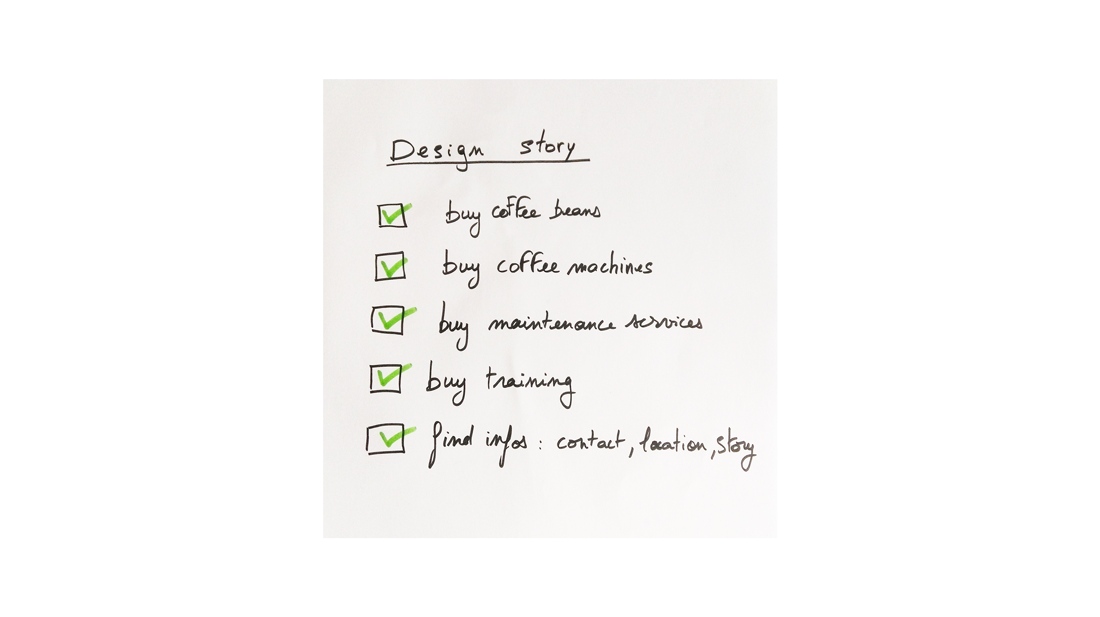 Design story
buy coffee beans
buy coffee machines
buy maintenance services
buy training
find infos : contact, location, story